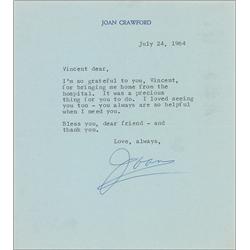 JOAN CRAWFORD
July 24, 1964
Vincent dear,
I'm so grateful to you, Vincent,
for bringing me home from the
hospital. It was a precious
thing for you to do. I loved seeing
you too - you always are so helpful
when I need you.
Bless you, dear friend - and
thank you.
Love, always,
Joan